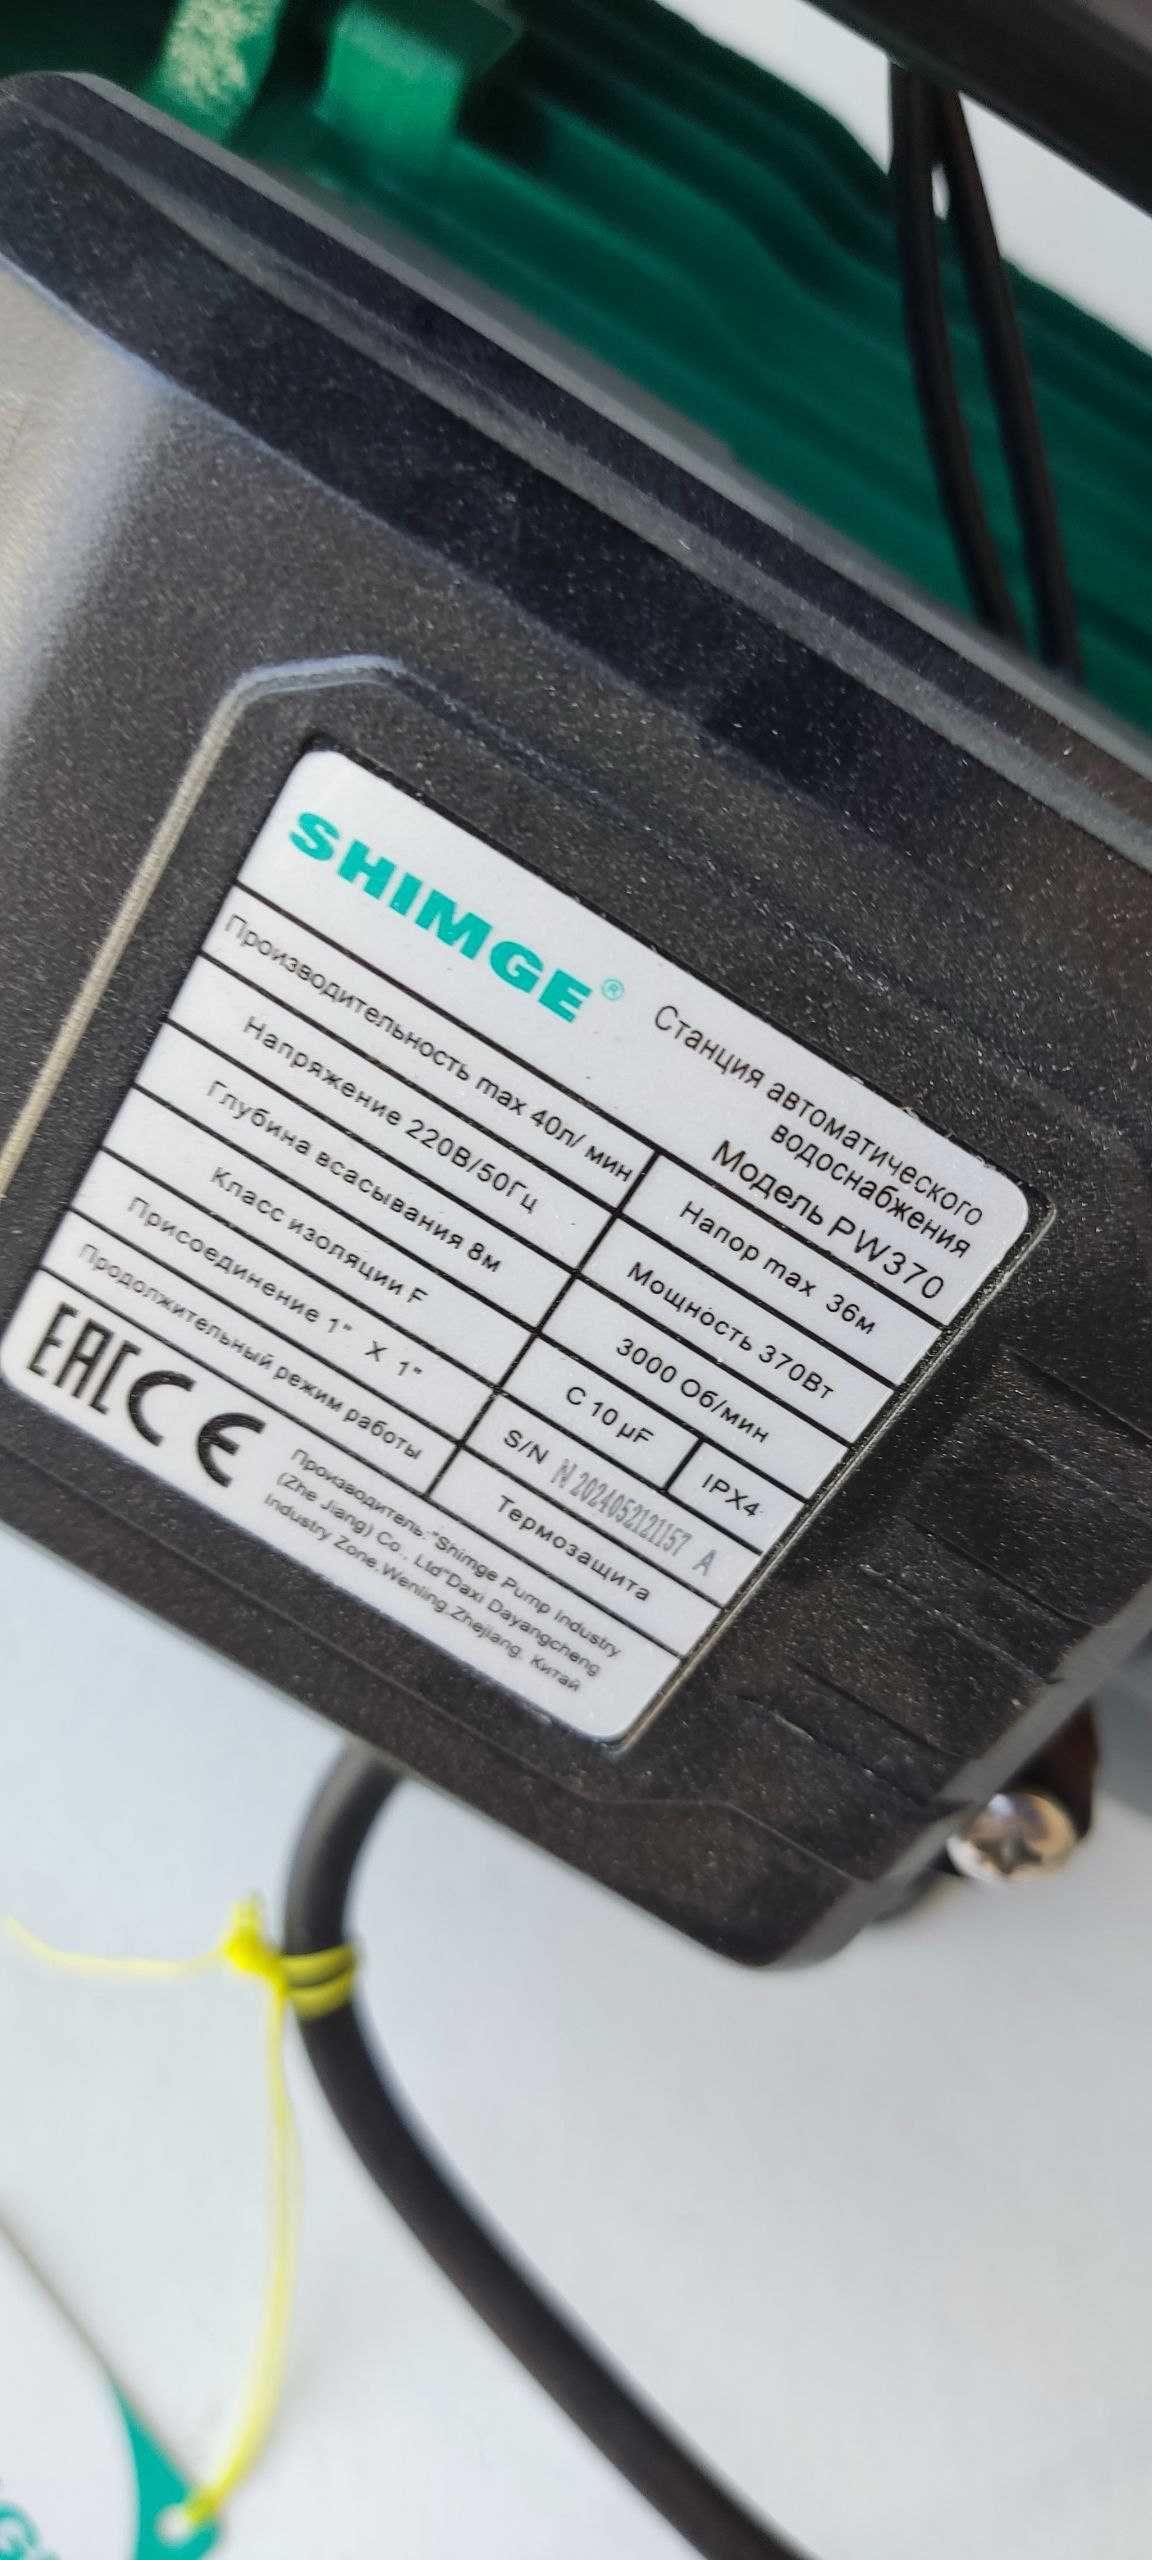 SHIMGE®
Станция автоматического
водоснабжения
Модель PW370
Производительность max 40л/ мин
Напор max 36м
Напряжение 220В/50Гц
Мощность 370Вт
Глубина всасывания 8м
3000 Об/мин
Класс изоляции F
C 10 µF
IPX4
Присоединение 1" X 1"
S/N N 2024052121157 A
Продолжительный режим работы
Термозащита
EAC CE
Производитель:"Shimge Pump Industry
(Zhe Jiang) Co., Ltd"Daxi Dayangcheng
Industry Zone.Wenling.Zhejiang. Китай